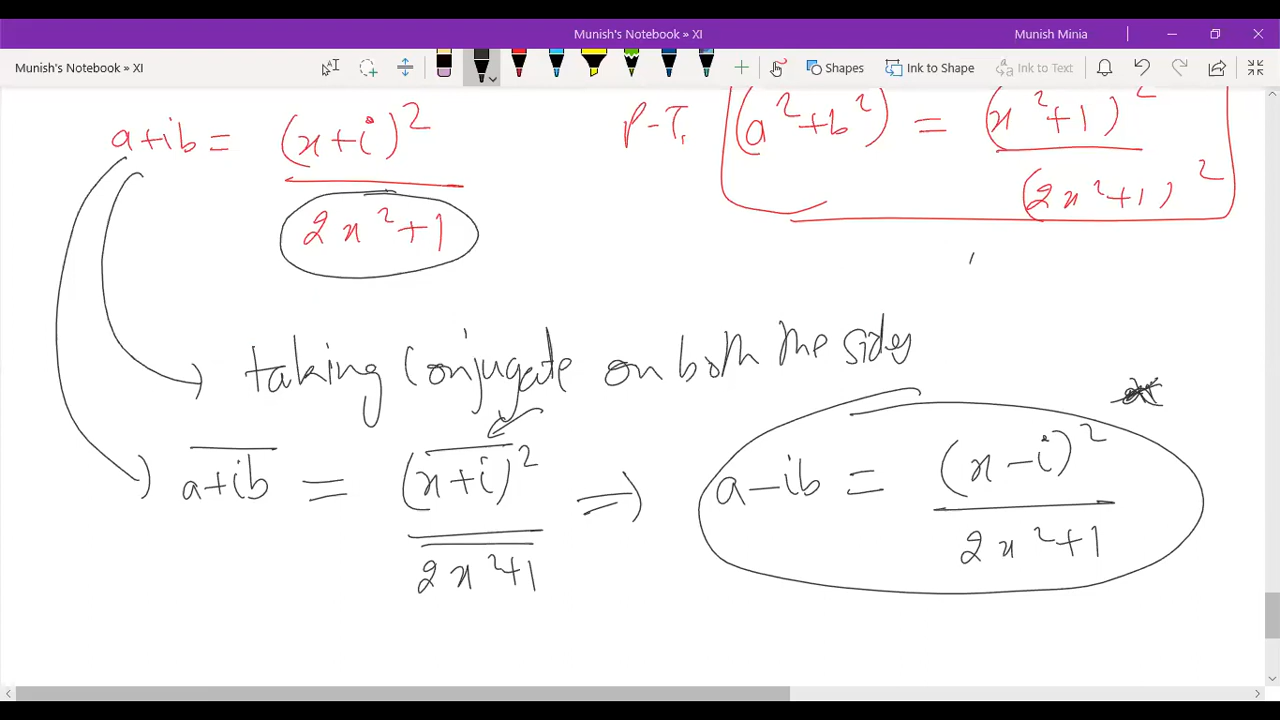 Munish's Notebook » XI
Munish Minia
Munish's Notebook » XI
Shapes
Ink to Shape
Ink to Text
a+ib = (x+i)² / 2x²+1
P-T. (a²+b²) = (x²+1)² / (2x²+1)²
taking Conjugate on both the sides
a̅+̅i̅b̅ = (x̅+̅i̅)² / 2̅x̅²̅+̅1̅ ⇒ a-ib = (x-i)² / 2x²+1